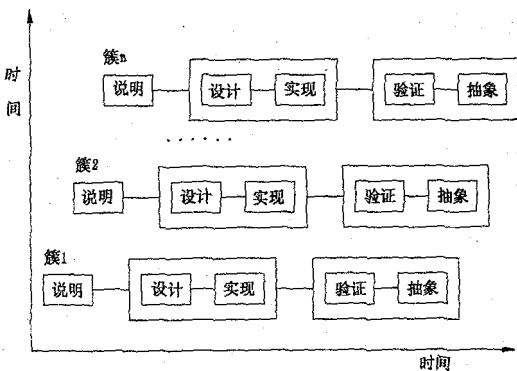 簇n
时间
说明 设计 实现 验证 抽象
......
簇2
说明 设计 实现 验证 抽象
簇1
说明 设计 实现 验证 抽象
时间